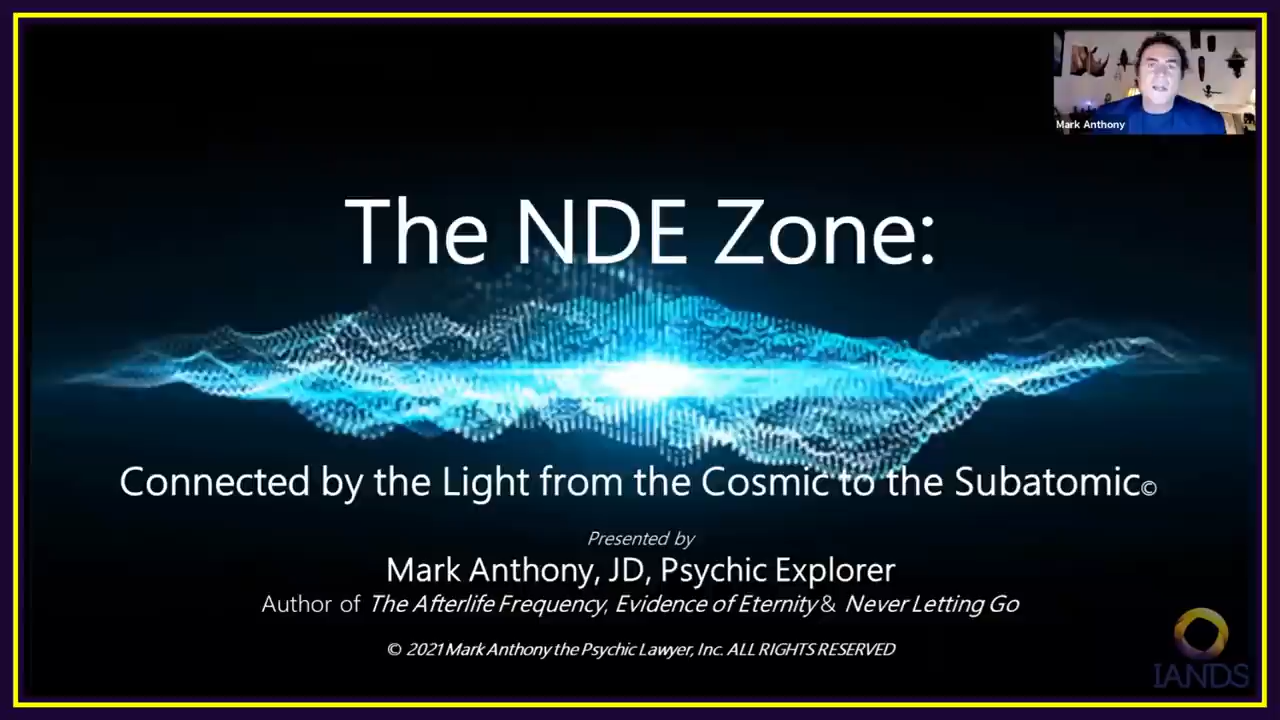 Mark Anthony
The NDE Zone:
Connected by the Light from the Cosmic to the Subatomic©
Presented by
Mark Anthony, JD, Psychic Explorer
Author of The Afterlife Frequency, Evidence of Eternity & Never Letting Go
© 2021 Mark Anthony the Psychic Lawyer, Inc. ALL RIGHTS RESERVED
IANDS